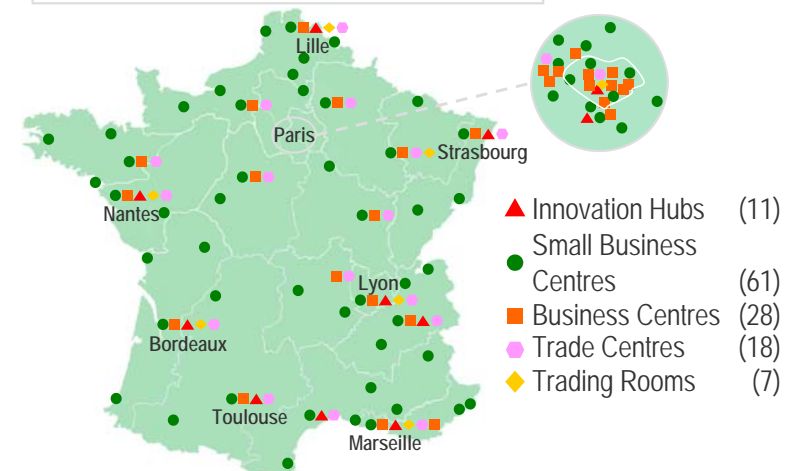 Lille
Paris
Strasbourg
Nantes
Lyon
Bordeaux
Toulouse
Marseille
Innovation Hubs (11)
Small Business
Centres (61)
Business Centres (28)
Trade Centres (18)
Trading Rooms (7)